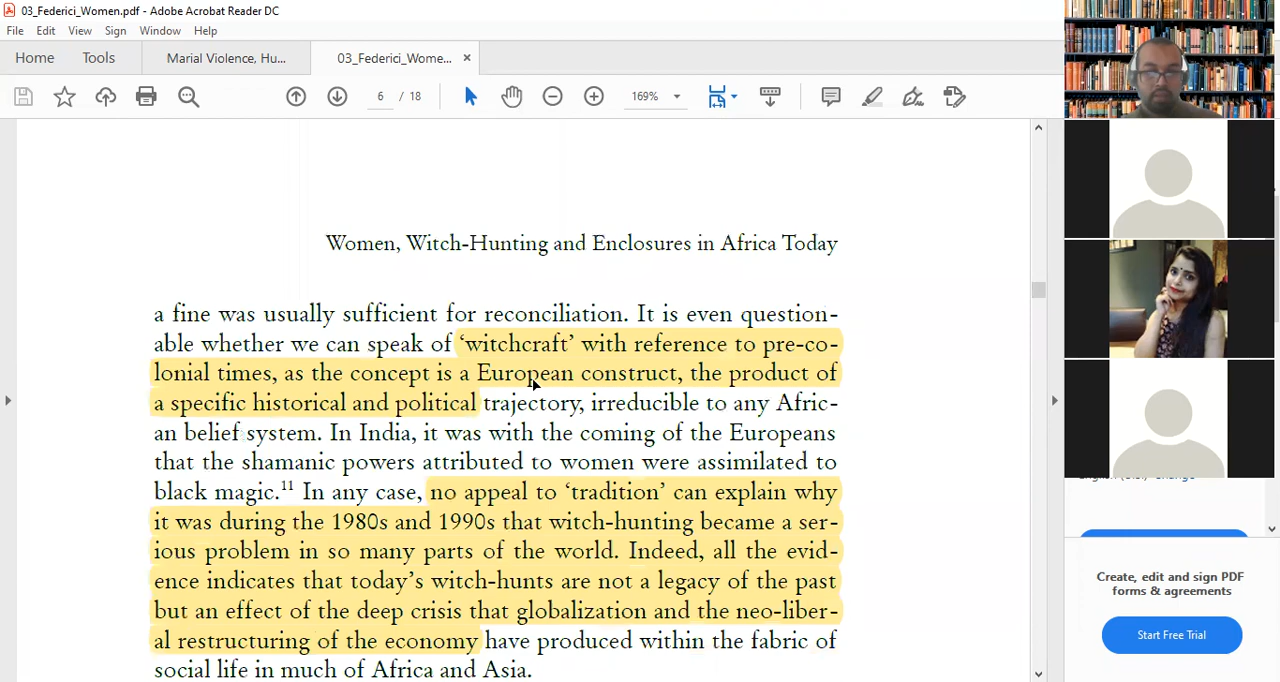 03_Federici_Women.pdf - Adobe Acrobat Reader DC
File Edit View Sign Window Help
Home Tools Marial Violence, Hu... 03_Federici_Wome... ×
6 / 18 169%
Women, Witch-Hunting and Enclosures in Africa Today
a fine was usually sufficient for reconciliation. It is even question-
able whether we can speak of ‘witchcraft’ with reference to pre-co-
lonial times, as the concept is a European construct, the product of
a specific historical and political trajectory, irreducible to any Afric-
an belief system. In India, it was with the coming of the Europeans
that the shamanic powers attributed to women were assimilated to
black magic.11 In any case, no appeal to ‘tradition’ can explain why
it was during the 1980s and 1990s that witch-hunting became a ser-
ious problem in so many parts of the world. Indeed, all the evid-
ence indicates that today’s witch-hunts are not a legacy of the past
but an effect of the deep crisis that globalization and the neo-liber-
al restructuring of the economy have produced within the fabric of
social life in much of Africa and Asia.
Create, edit and sign PDF
forms & agreements
Start Free Trial